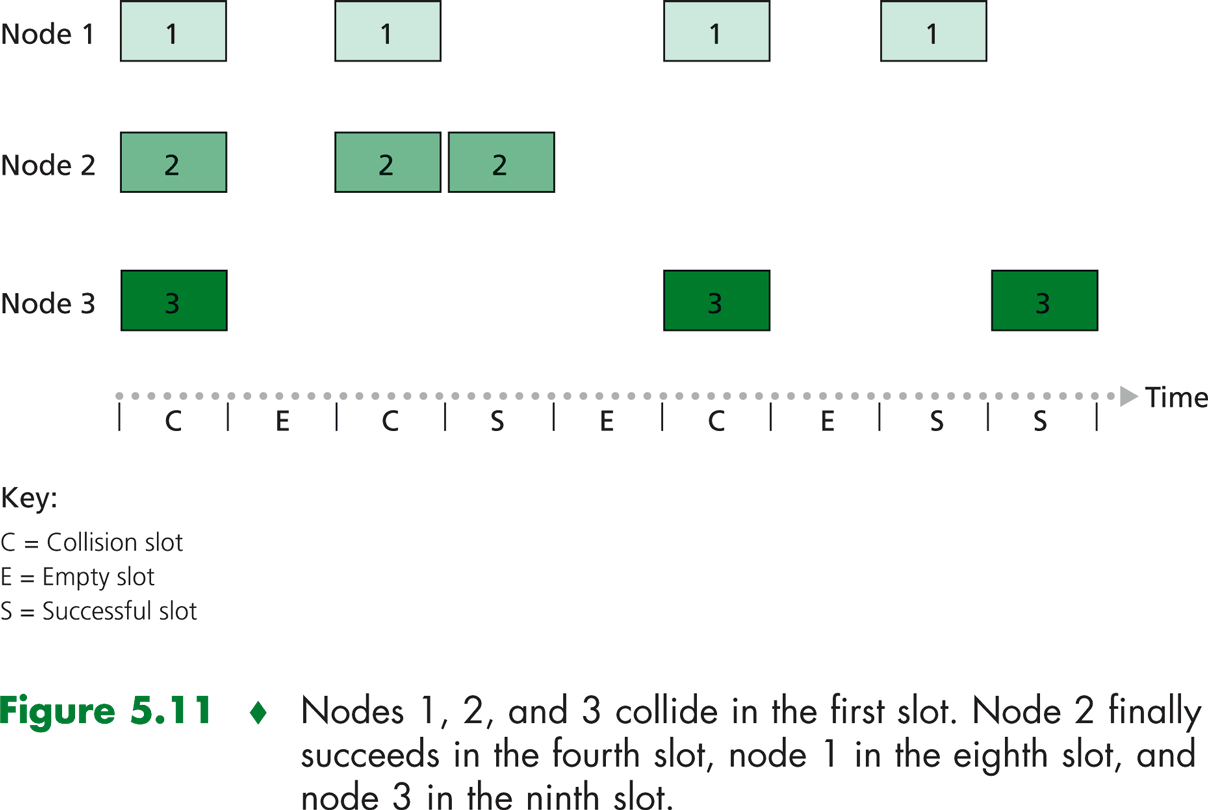 Node 1 1 1 1 1
Node 2 2 2 2
Node 3 3 3 3
Time
| C | E | C | S | E | C | E | S | S |
Key:
C = Collision slot
E = Empty slot
S = Successful slot
Figure 5.11 ♦ Nodes 1, 2, and 3 collide in the first slot. Node 2 finally
succeeds in the fourth slot, node 1 in the eighth slot, and
node 3 in the ninth slot.